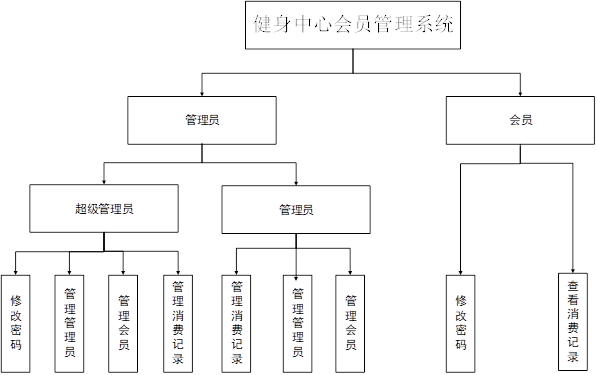 健身中心会员管理系统
管理员
会员
超级管理员
管理员
修改密码
管理管理员
管理会员
管理消费记录
管理消费记录
管理管理员
管理会员
修改密码
查看消费记录